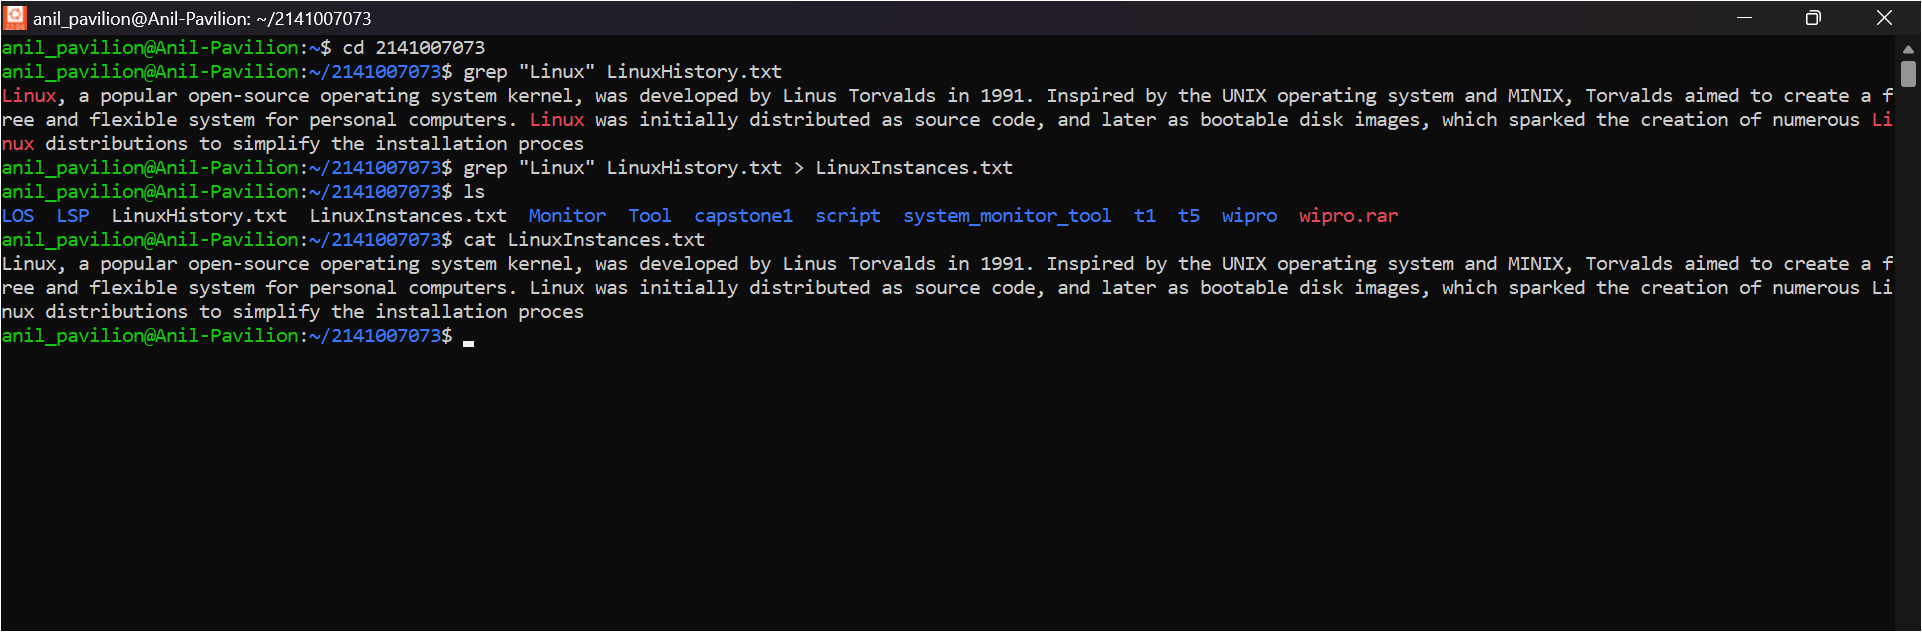 anil_pavilion@Anil-Pavilion: ~/2141007073
anil_pavilion@Anil-Pavilion:~$ cd 2141007073
anil_pavilion@Anil-Pavilion:~/2141007073$ grep "Linux" LinuxHistory.txt
Linux, a popular open-source operating system kernel, was developed by Linus Torvalds in 1991. Inspired by the UNIX operating system and MINIX, Torvalds aimed to create a f
ree and flexible system for personal computers. Linux was initially distributed as source code, and later as bootable disk images, which sparked the creation of numerous Li
nux distributions to simplify the installation proces
anil_pavilion@Anil-Pavilion:~/2141007073$ grep "Linux" LinuxHistory.txt > LinuxInstances.txt
anil_pavilion@Anil-Pavilion:~/2141007073$ ls
LOS  LSP  LinuxHistory.txt  LinuxInstances.txt  Monitor  Tool  capstone1  script  system_monitor_tool  t1  t5  wipro  wipro.rar
anil_pavilion@Anil-Pavilion:~/2141007073$ cat LinuxInstances.txt
Linux, a popular open-source operating system kernel, was developed by Linus Torvalds in 1991. Inspired by the UNIX operating system and MINIX, Torvalds aimed to create a f
ree and flexible system for personal computers. Linux was initially distributed as source code, and later as bootable disk images, which sparked the creation of numerous Li
nux distributions to simplify the installation proces
anil_pavilion@Anil-Pavilion:~/2141007073$